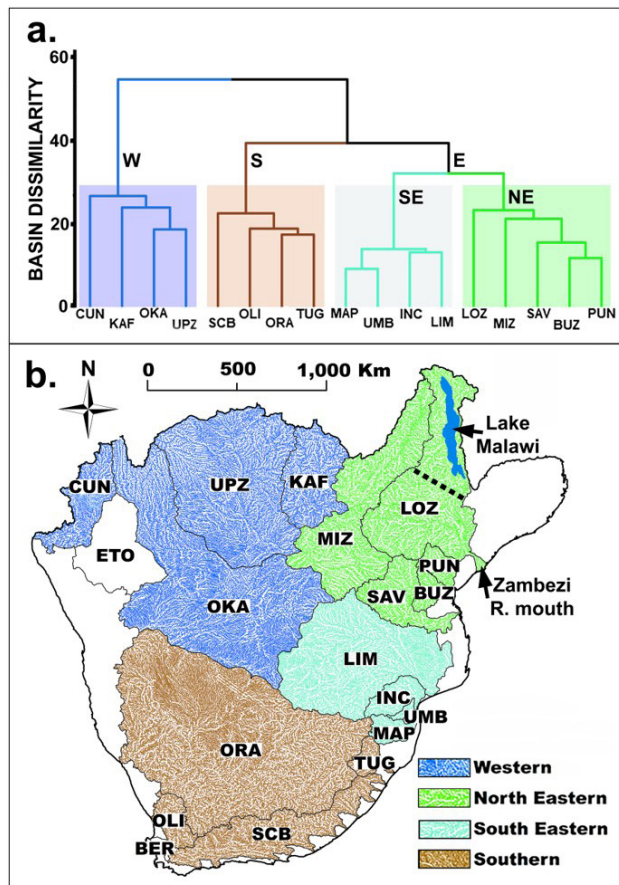 a.
60
40
20
0
BASIN DISSIMILARITY
W
S
E
SE
NE
CUN
KAF
OKA
UPZ
SCB
OLI
ORA
TUG
MAP
UMB
INC
LIM
LOZ
MIZ
SAV
BUZ
PUN
b.
N
0 500 1,000 Km
Lake
Malawi
CUN
UPZ
KAF
LOZ
ETO
MIZ
PUN
Zambezi
R. mouth
OKA
SAV
BUZ
LIM
INC
UMB
MAP
ORA
TUG
OLI
SCB
BER
Western
North Eastern
South Eastern
Southern